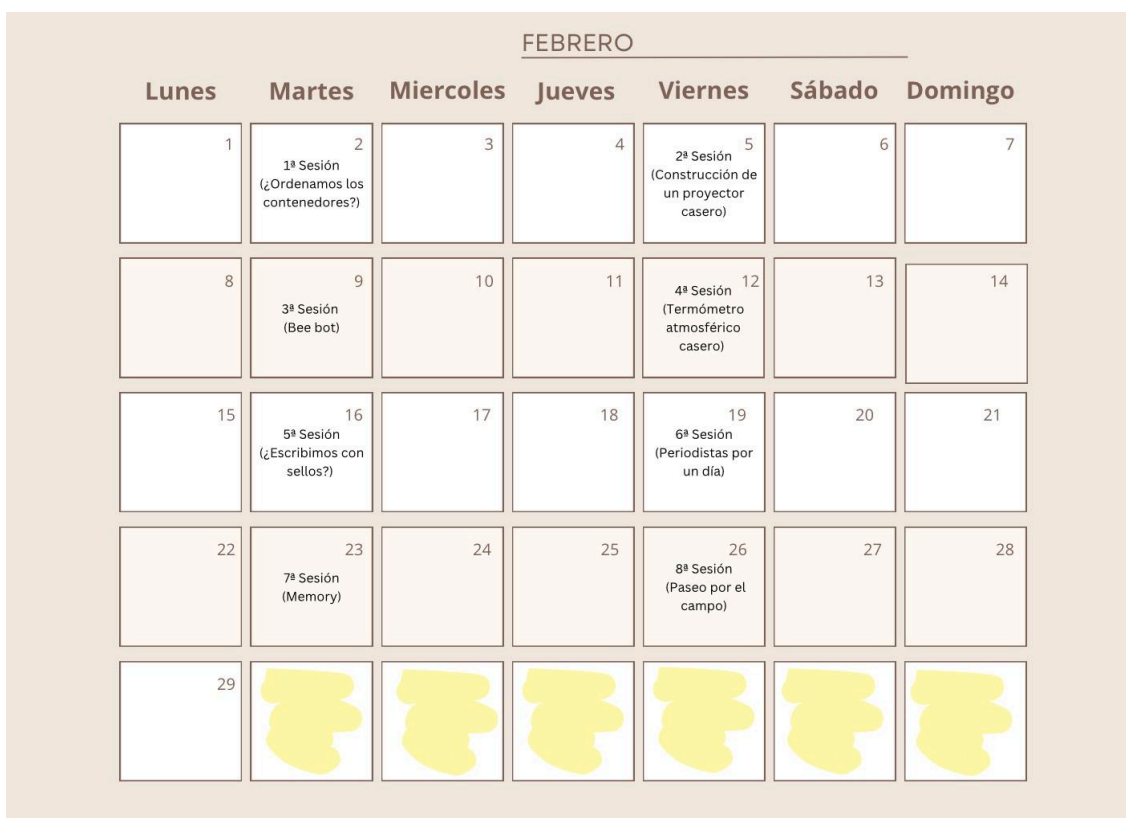 FEBRERO
Lunes Martes Miercoles Jueves Viernes Sábado Domingo
1
2
1ª Sesión
(¿Ordenamos los
contenedores?)
3
4
5
2ª Sesión
(Construcción de
un proyector
casero)
6
7
8
9
3ª Sesión
(Bee bot)
10
11
12
4ª Sesión
(Termómetro
atmosférico
casero)
13
14
15
16
5ª Sesión
(¿Escribimos con
sellos?)
17
18
19
6ª Sesión
(Periodistas por
un día)
20
21
22
23
7ª Sesión
(Memory)
24
25
26
8ª Sesión
(Paseo por el
campo)
27
28
29